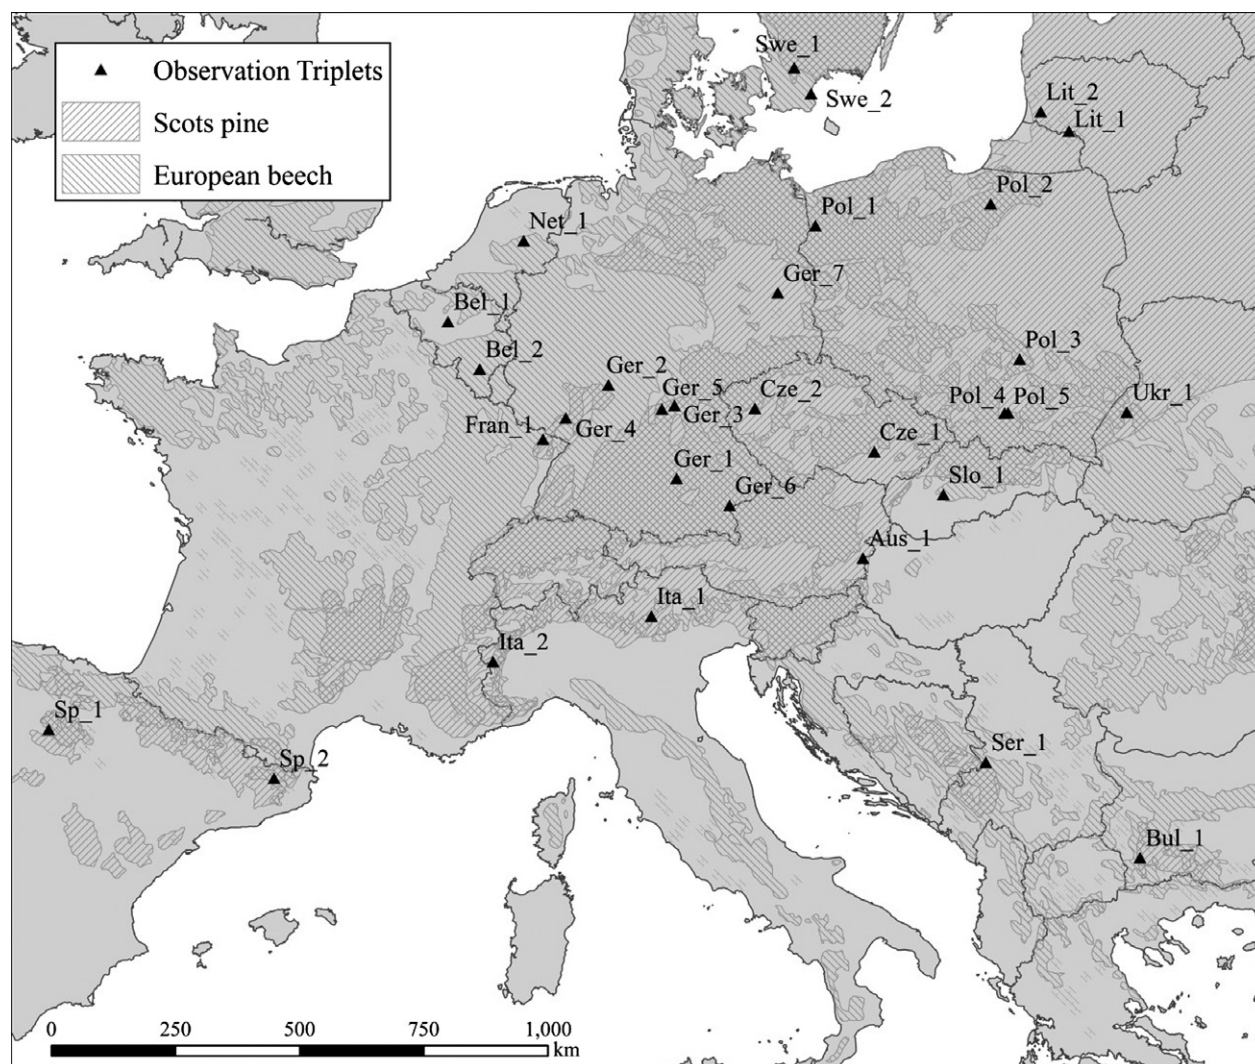 Observation Triplets
Scots pine
European beech
Swe_1
Swe_2
Lit_2
Lit_1
Pol_2
Pol_1
Net_1
Ger_7
Bel_1
Bel_2
Pol_3
Ger_2
Ger_5
Cze_2
Ger_3
Pol_4
Pol_5
Ukr_1
Fran_1
Ger_4
Cze_1
Ger_1
Ger_6
Slo_1
Aus_1
Ita_1
Ita_2
Sp_1
Sp_2
Ser_1
Bul_1
0 250 500 750 1,000
km